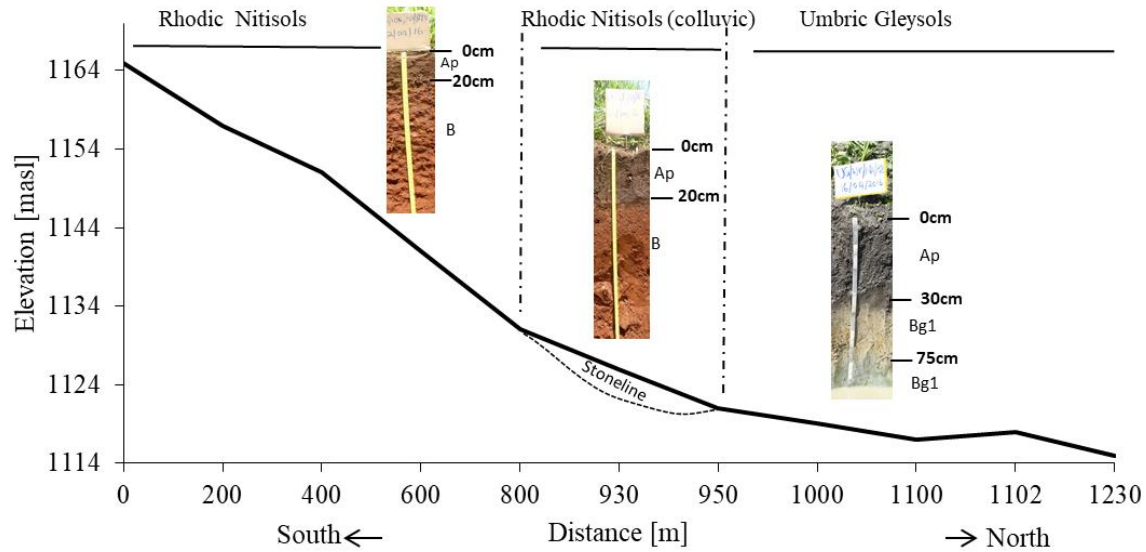 Rhodic Nitisols
Rhodic Nitisols (colluvic)
Umbric Gleysols
Elevation [masl]
1164
1154
1144
1134
1124
1114
0cm
Ap
20cm
B
0cm
Ap
20cm
B
0cm
Ap
30cm
Bg1
75cm
Bg1
Stoneline
0 200 400 600 800 930 950 1000 1100 1102 1230
South ← Distance [m] → North